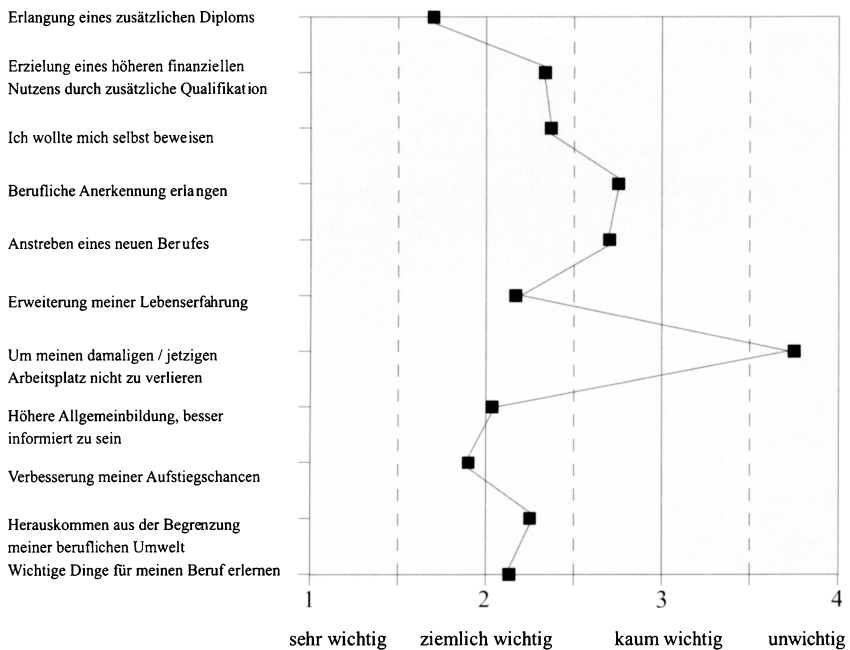 Erlangung eines zusätzlichen Diploms
Erzielung eines höheren finanziellen
Nutzens durch zusätzliche Qualifikation
Ich wollte mich selbst beweisen
Berufliche Anerkennung erlangen
Anstreben eines neuen Berufes
Erweiterung meiner Lebenserfahrung
Um meinen damaligen / jetzigen
Arbeitsplatz nicht zu verlieren
Höhere Allgemeinbildung, besser
informiert zu sein
Verbesserung meiner Aufstiegschancen
Herauskommen aus der Begrenzung
meiner beruflichen Umwelt
Wichtige Dinge für meinen Beruf erlernen
1 2 3 4
sehr wichtig ziemlich wichtig kaum wichtig unwichtig